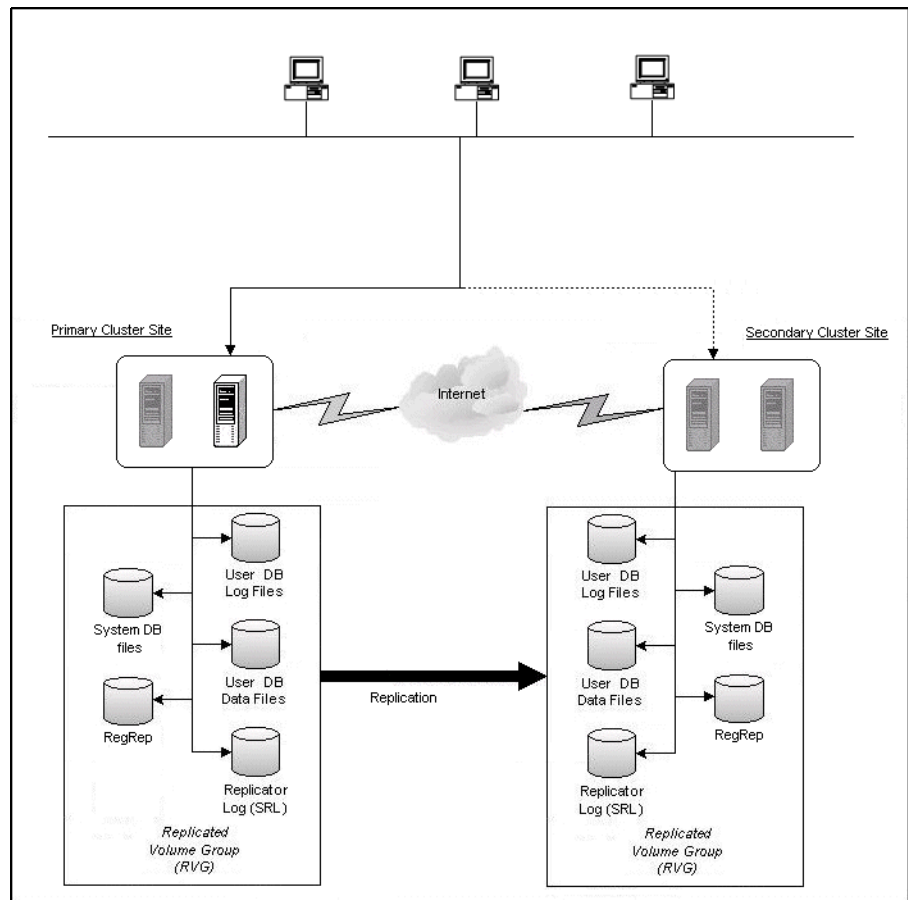 Primary Cluster Site
Secondary Cluster Site
Internet
User DB
Log Files
System DB
files
User DB
Data Files
RegRep
Replicator
Log (SRL)
Replicated
Volume Group
(RVG)
Replication
User DB
Log Files
System DB
files
User DB
Data Files
RegRep
Replicator
Log (SRL)
Replicated
Volume Group
(RVG)